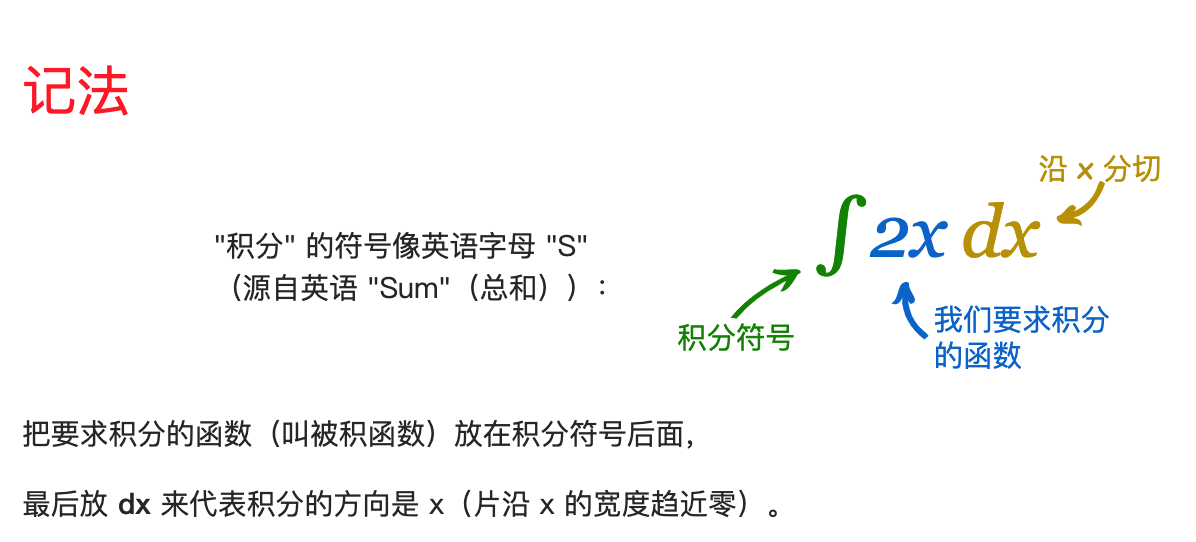 记法
"积分" 的符号像英语字母 "S"
（源自英语 "Sum"（总和））:
沿 x 分切
∫ 2x dx
积分符号
我们要求积分
的函数
把要求积分的函数（叫被积函数）放在积分符号后面，
最后放 dx 来代表积分的方向是 x（片沿 x 的宽度趋近零）。